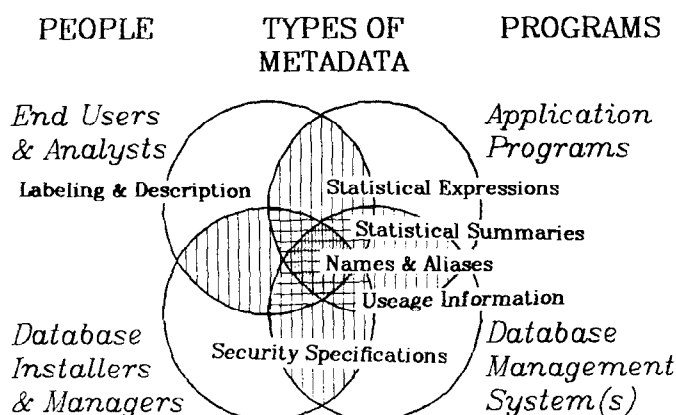 PEOPLE
TYPES OF
METADATA
PROGRAMS
End Users
& Analysts
Application
Programs
Labeling & Description
Statistical Expressions
Statistical Summaries
Names & Aliases
Uscage Information
Security Specifications
Database
Installers
& Managers
Database
Management
System(s)